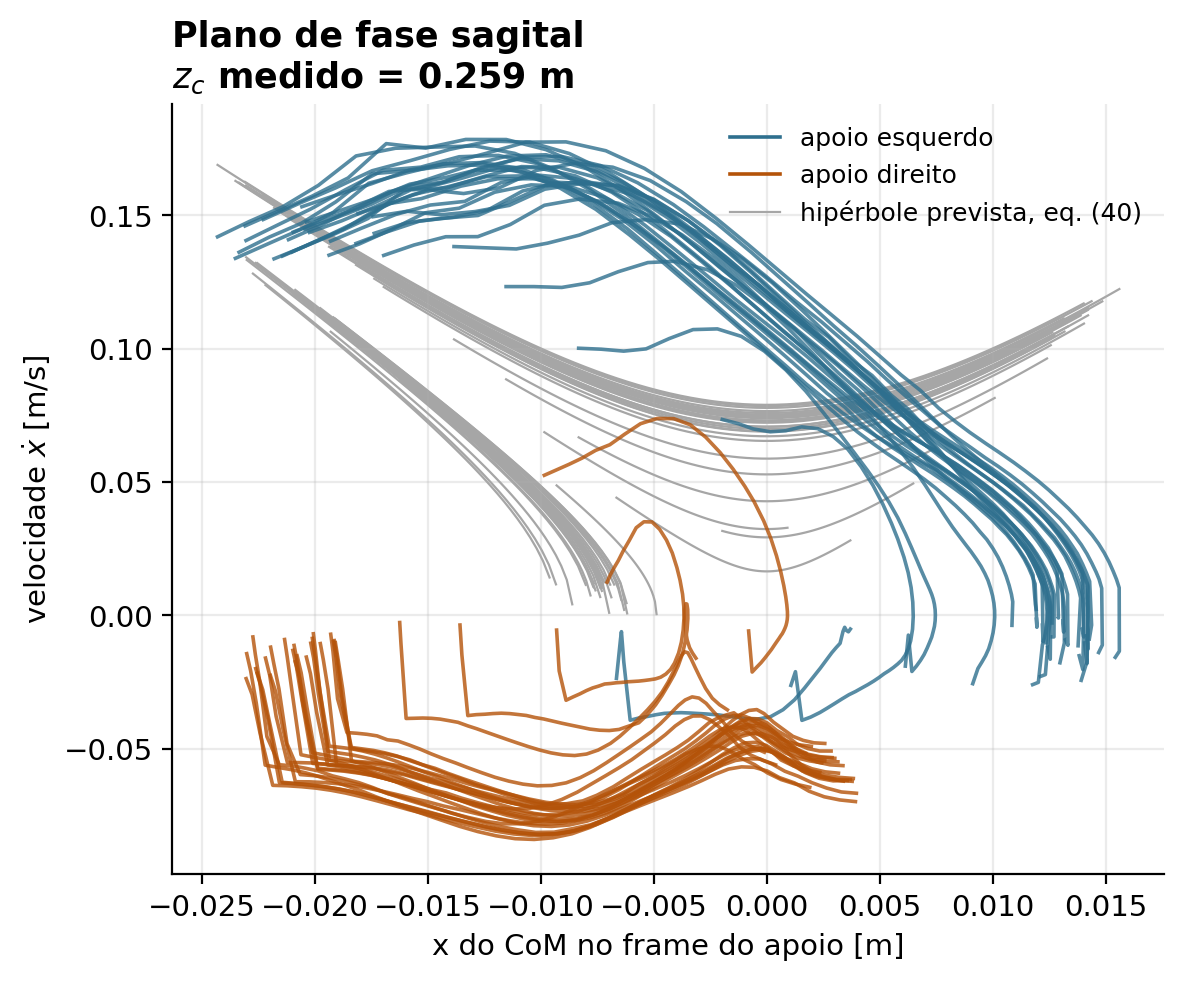 Plano de fase sagital
z_c medido = 0.259 m
apoio esquerdo
apoio direito
hipérbole prevista, eq. (40)
velocidade ẋ [m/s]
0.15
0.10
0.05
0.00
−0.05
−0.025 −0.020 −0.015 −0.010 −0.005 0.000 0.005 0.010 0.015
x do CoM no frame do apoio [m]